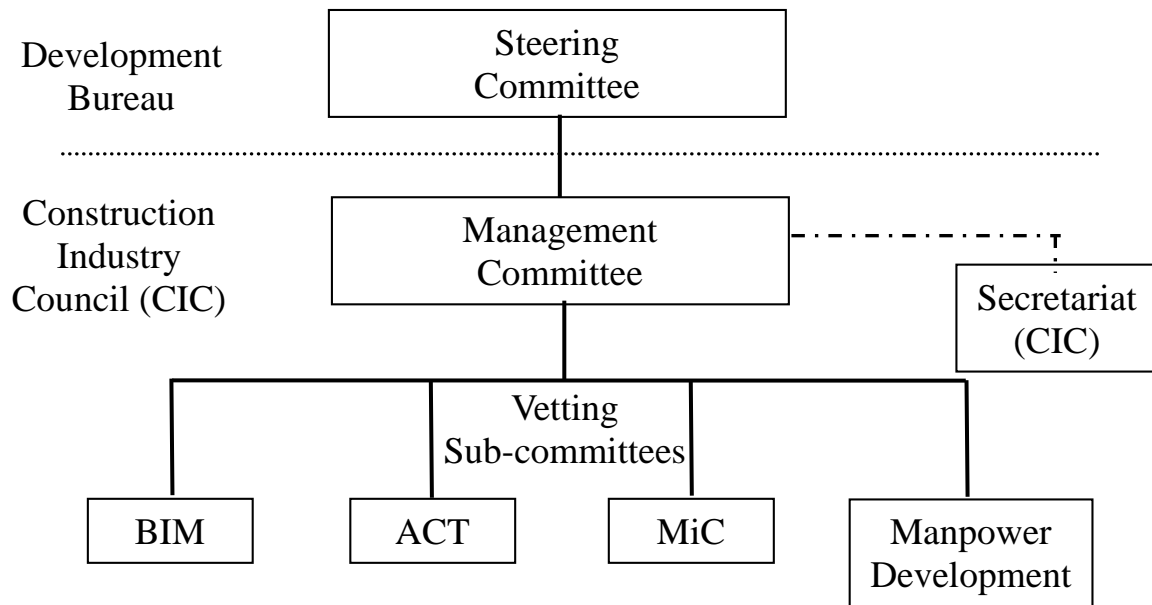 Development
Bureau
Steering
Committee
Construction
Industry
Council (CIC)
Management
Committee
Secretariat
(CIC)
Vetting
Sub-committees
BIM
ACT
MiC
Manpower
Development